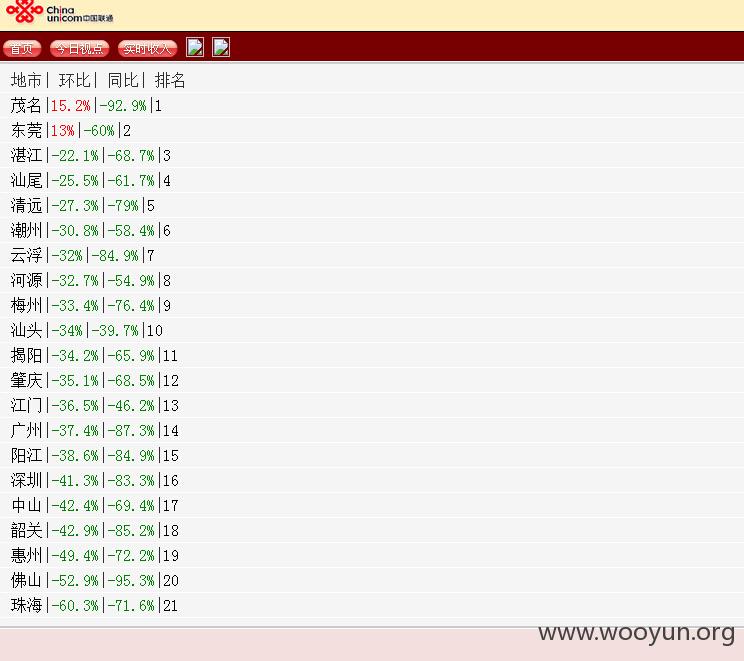 China
unicom中国联通
首页 今日视点 实时收入
地市| 环比| 同比| 排名
茂名|15.2%|-92.9%|1
东莞|13%|-60%|2
湛江|-22.1%|-68.7%|3
汕尾|-25.5%|-61.7%|4
清远|-27.3%|-79%|5
潮州|-30.8%|-58.4%|6
云浮|-32%|-84.9%|7
河源|-32.7%|-54.9%|8
梅州|-33.4%|-76.4%|9
汕头|-34%|-39.7%|10
揭阳|-34.2%|-65.9%|11
肇庆|-35.1%|-68.5%|12
江门|-36.5%|-46.2%|13
广州|-37.4%|-87.3%|14
阳江|-38.6%|-84.9%|15
深圳|-41.3%|-83.3%|16
中山|-42.4%|-69.4%|17
韶关|-42.9%|-85.2%|18
惠州|-49.4%|-72.2%|19
佛山|-52.9%|-95.3%|20
珠海|-60.3%|-71.6%|21
www.wooyun.org